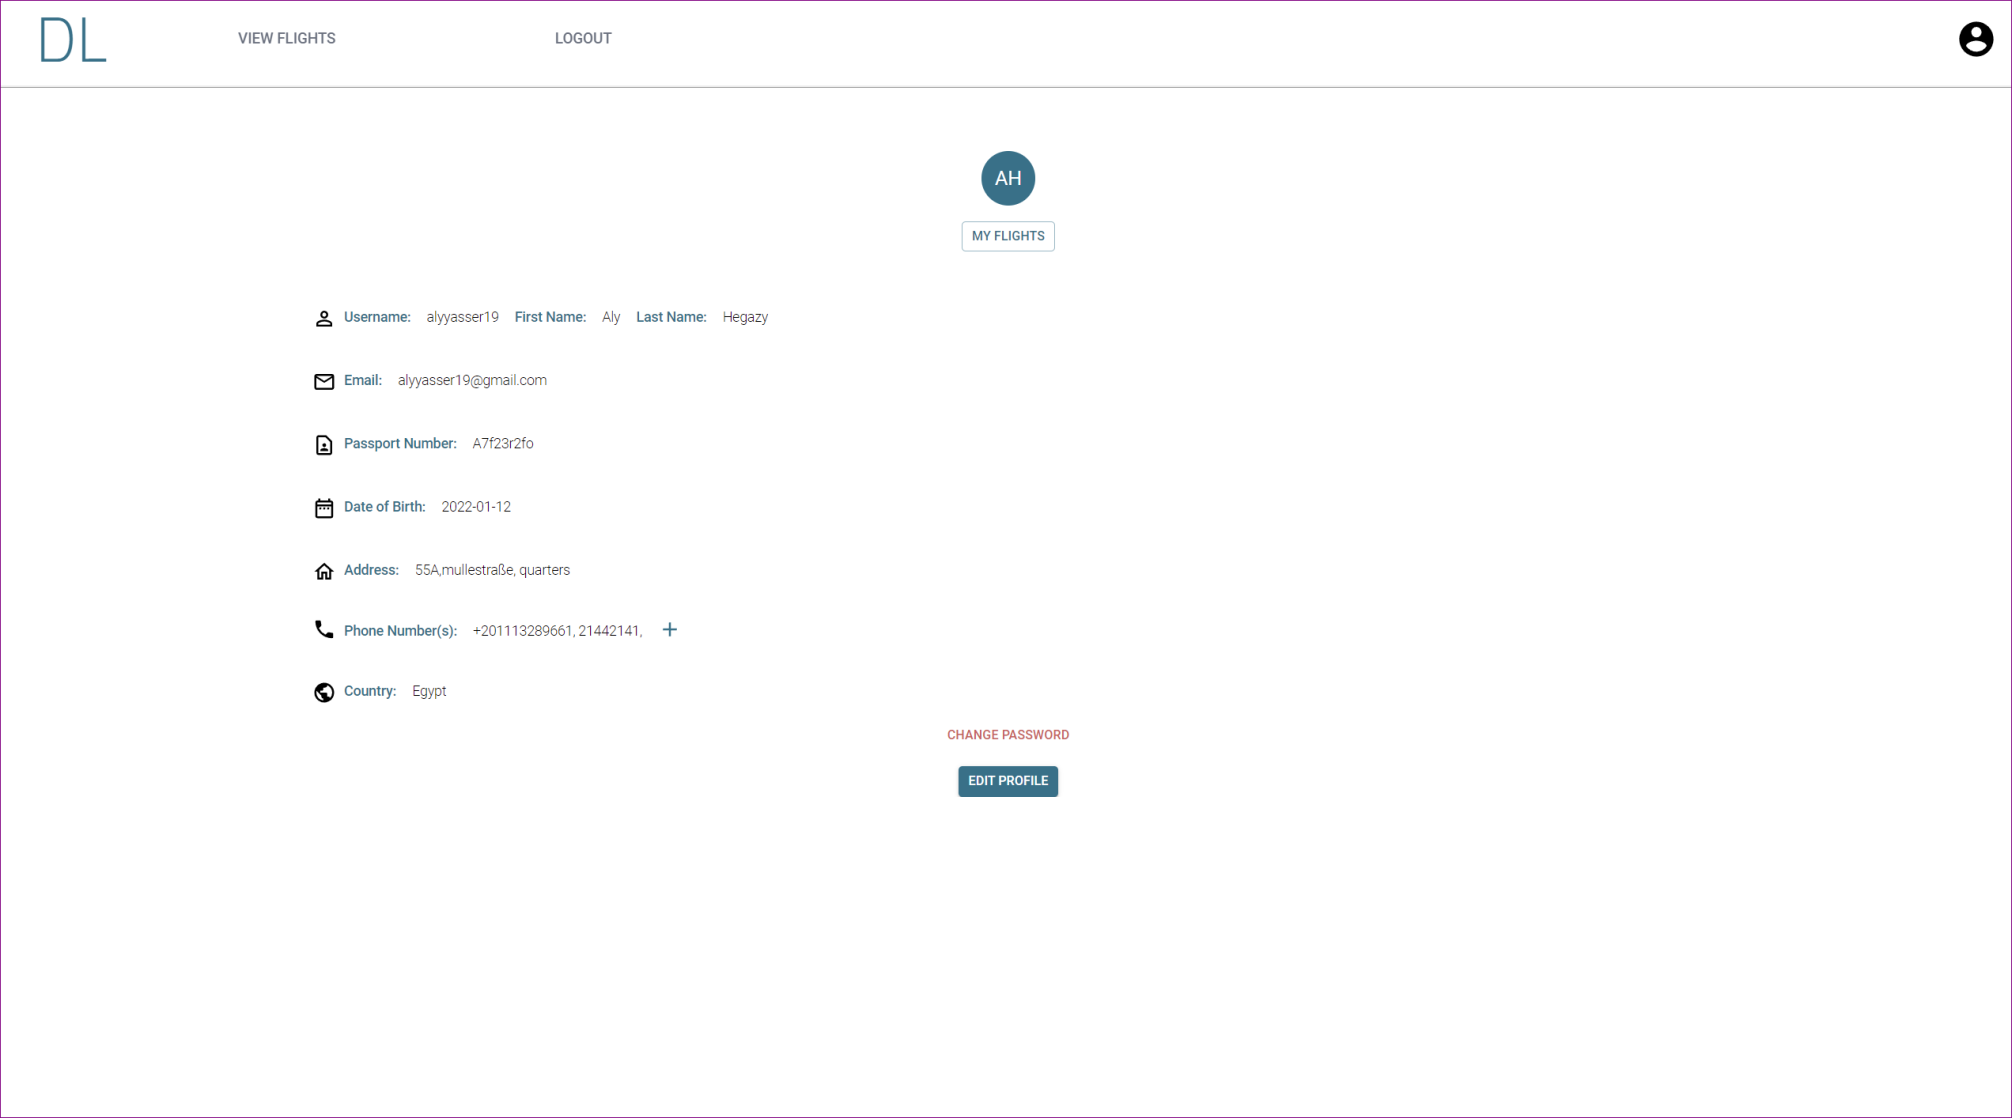 DL VIEW FLIGHTS LOGOUT
AH
MY FLIGHTS
Username: alyyasser19 First Name: Aly Last Name: Hegazy
Email: alyyasser19@gmail.com
Passport Number: A7f23r2fo
Date of Birth: 2022-01-12
Address: 55A,mullestraße, quarters
Phone Number(s): +201113289661, 21442141, +
Country: Egypt
CHANGE PASSWORD
EDIT PROFILE